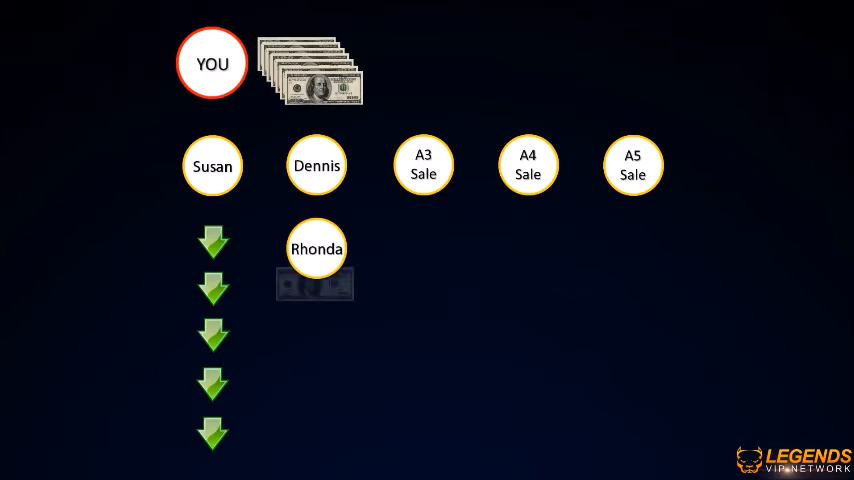 YOU
Susan
Dennis
A3
Sale
A4
Sale
A5
Sale
Rhonda
LEGENDS
VIP NETWORK